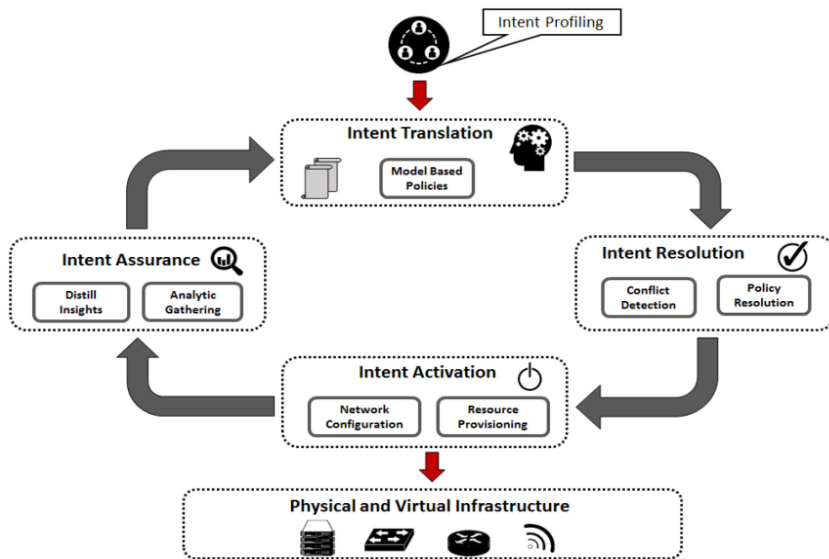 Intent Profiling
Intent Translation
Model Based
Policies
Intent Assurance
Distill
Insights
Analytic
Gathering
Intent Resolution
Conflict
Detection
Policy
Resolution
Intent Activation
Network
Configuration
Resource
Provisioning
Physical and Virtual Infrastructure